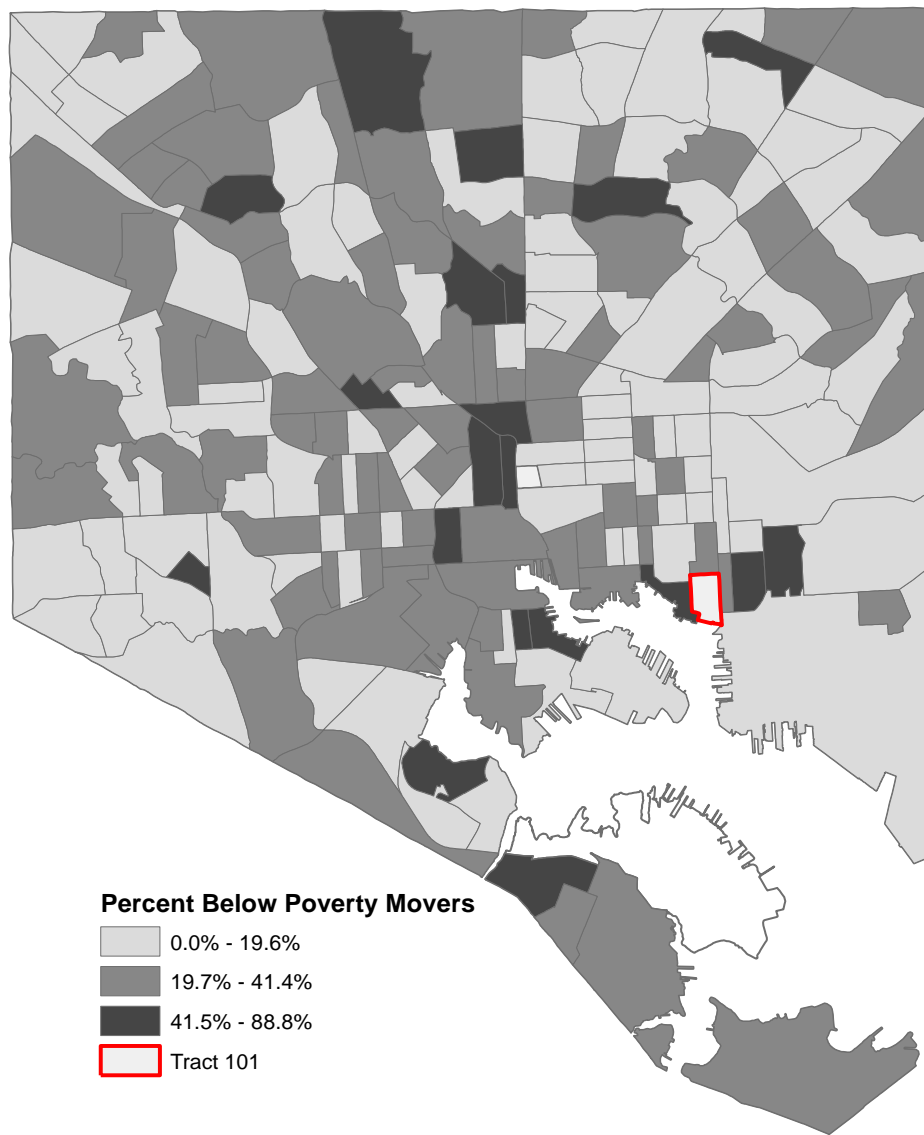 Percent Below Poverty Movers
0.0% - 19.6%
19.7% - 41.4%
41.5% - 88.8%
Tract 101